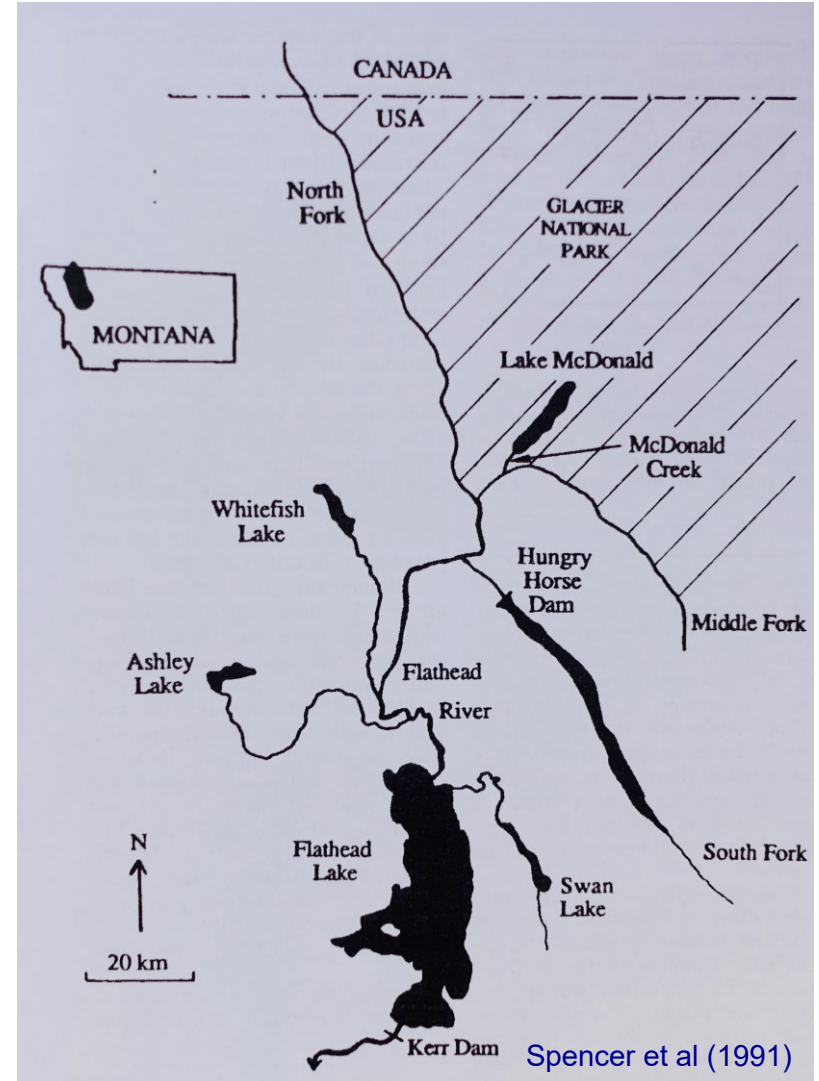 CANADA
USA
North
Fork
GLACIER
NATIONAL
PARK
MONTANA
Lake McDonald
McDonald
Creek
Whitefish
Lake
Hungry
Horse
Dam
Middle Fork
Ashley
Lake
Flathead
River
N
Flathead
Lake
South Fork
Swan
Lake
20 km
Kerr Dam
Spencer et al (1991)